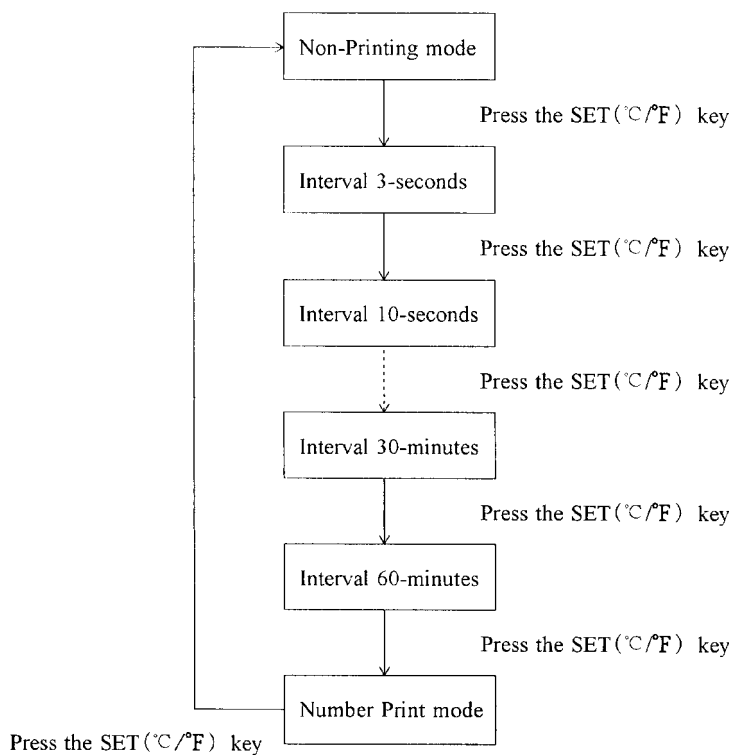 Non-Printing mode
Press the SET(℃/℉) key
Interval 3-seconds
Press the SET(℃/℉) key
Interval 10-seconds
Press the SET(℃/℉) key
Interval 30-minutes
Press the SET(℃/℉) key
Interval 60-minutes
Press the SET(℃/℉) key
Number Print mode
Press the SET(℃/℉) key